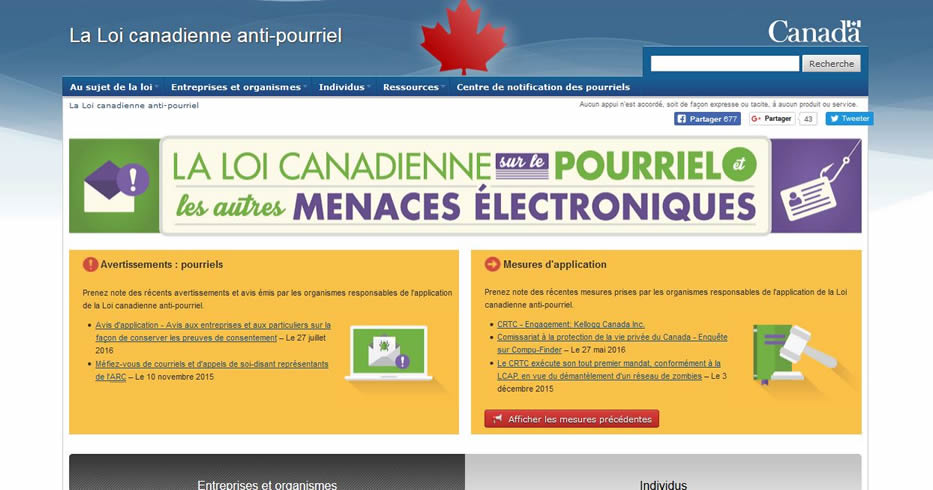 La Loi canadienne anti-pourriel
Canada
Recherche
Au sujet de la loi
Entreprises et organismes
Individus
Ressources
Centre de notification des pourriels
La Loi canadienne anti-pourriel
Aucun appui n'est accordé, soit de façon expresse ou tacite, à aucun produit ou service.
Partager 677
G+ Partager
43
Tweeter
LA LOI CANADIENNE sur le POURRIEL et
les autres MENACES ÉLECTRONIQUES
Avertissements : pourriels
Prenez note des récents avertissements et avis émis par les organismes responsables de l'application
de la Loi canadienne anti-pourriel.
Avis d'application - Avis aux entreprises et aux particuliers sur la
façon de conserver les preuves de consentement – Le 27 juillet
2016
Méfiez-vous de courriels et d'appels de soi-disant représentants
de l'ARC – Le 10 novembre 2015
Mesures d'application
Prenez note des récentes mesures prises par les organismes responsables de l'application de la Loi
canadienne anti-pourriel.
CRTC - Engagement: Kellogg Canada Inc.
Comissariat à la protection de la vie privée du Canada - Enquête
sur Compu-Finder – Le 27 mai 2016
Le CRTC exécute son tout premier mandat, conformément à la
LCAP, en vue du démantèlement d'un réseau de zombies – Le 3
décembre 2015
Afficher les mesures précédentes
Entreprises et organismes
Individus